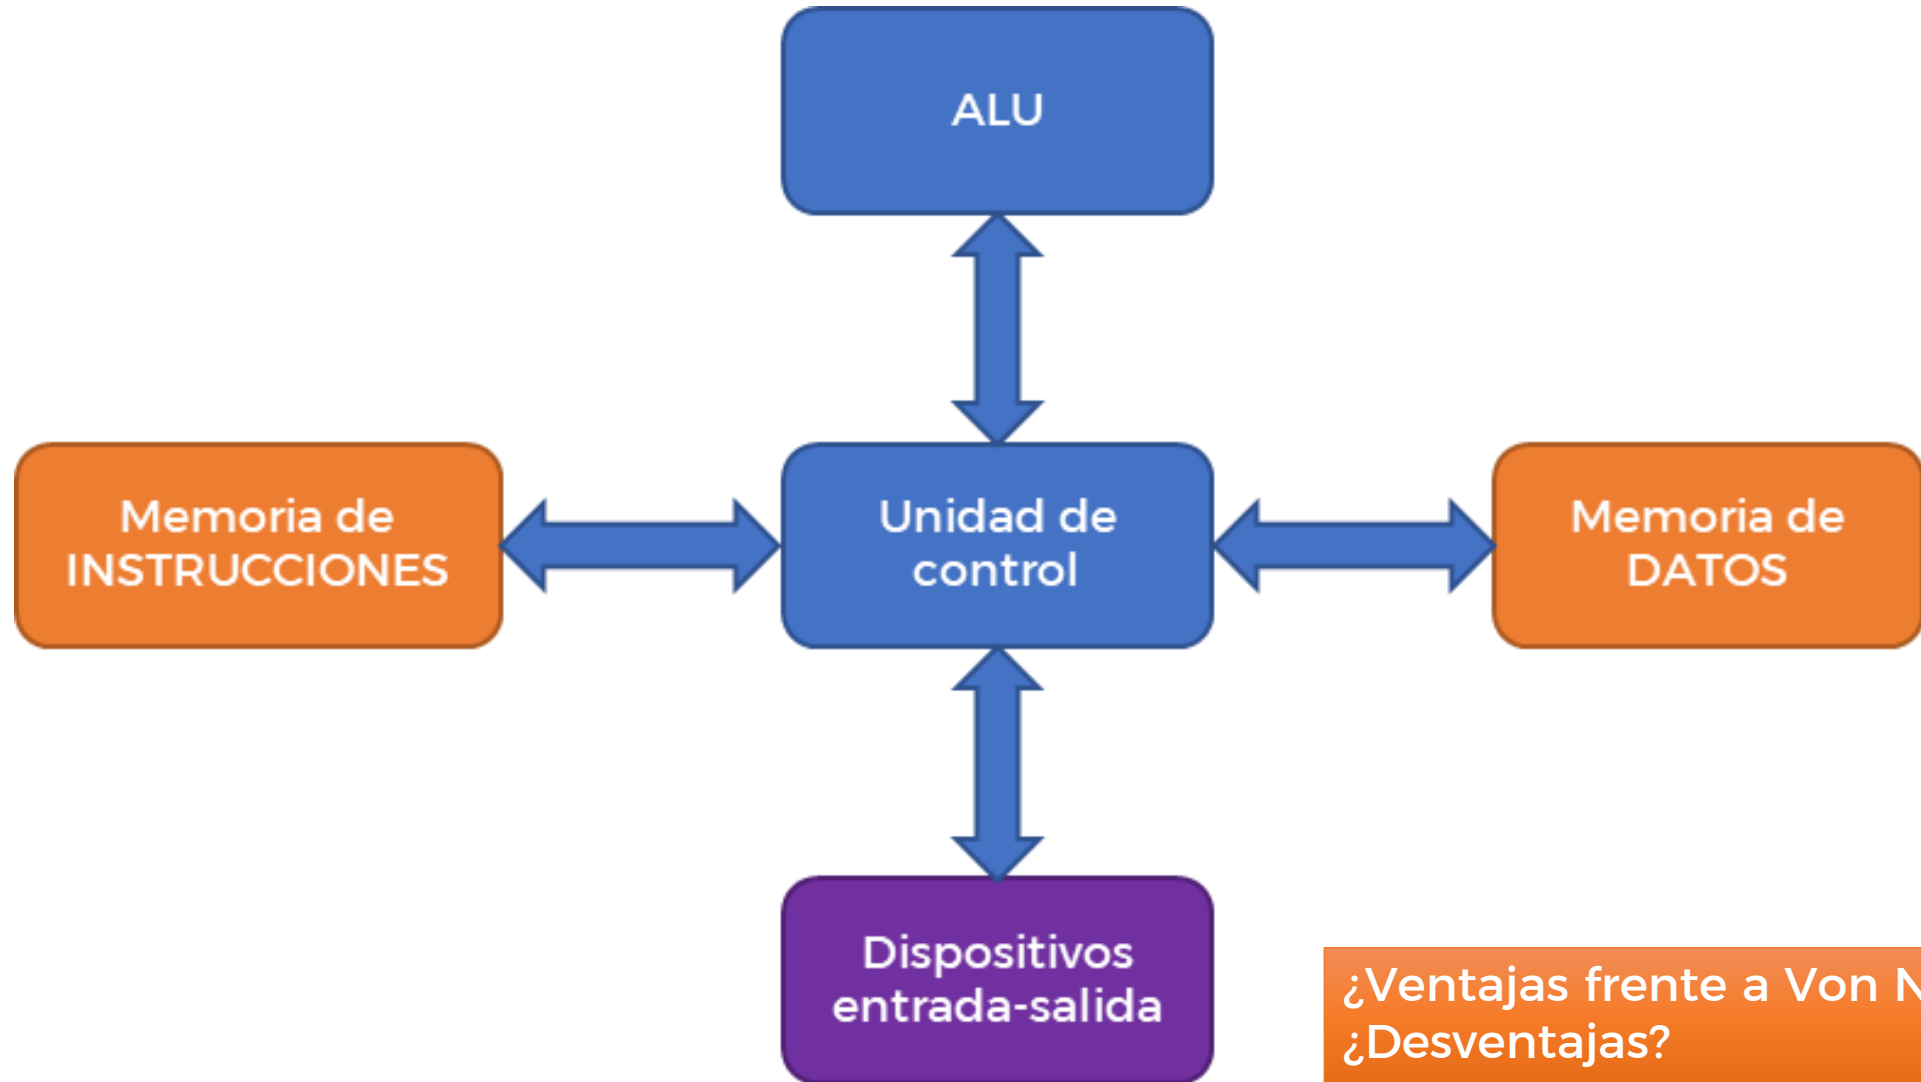 ALU
Memoria de
INSTRUCCIONES
Unidad de
control
Memoria de
DATOS
Dispositivos
entrada-salida
¿Ventajas frente a Von
¿Desventajas?